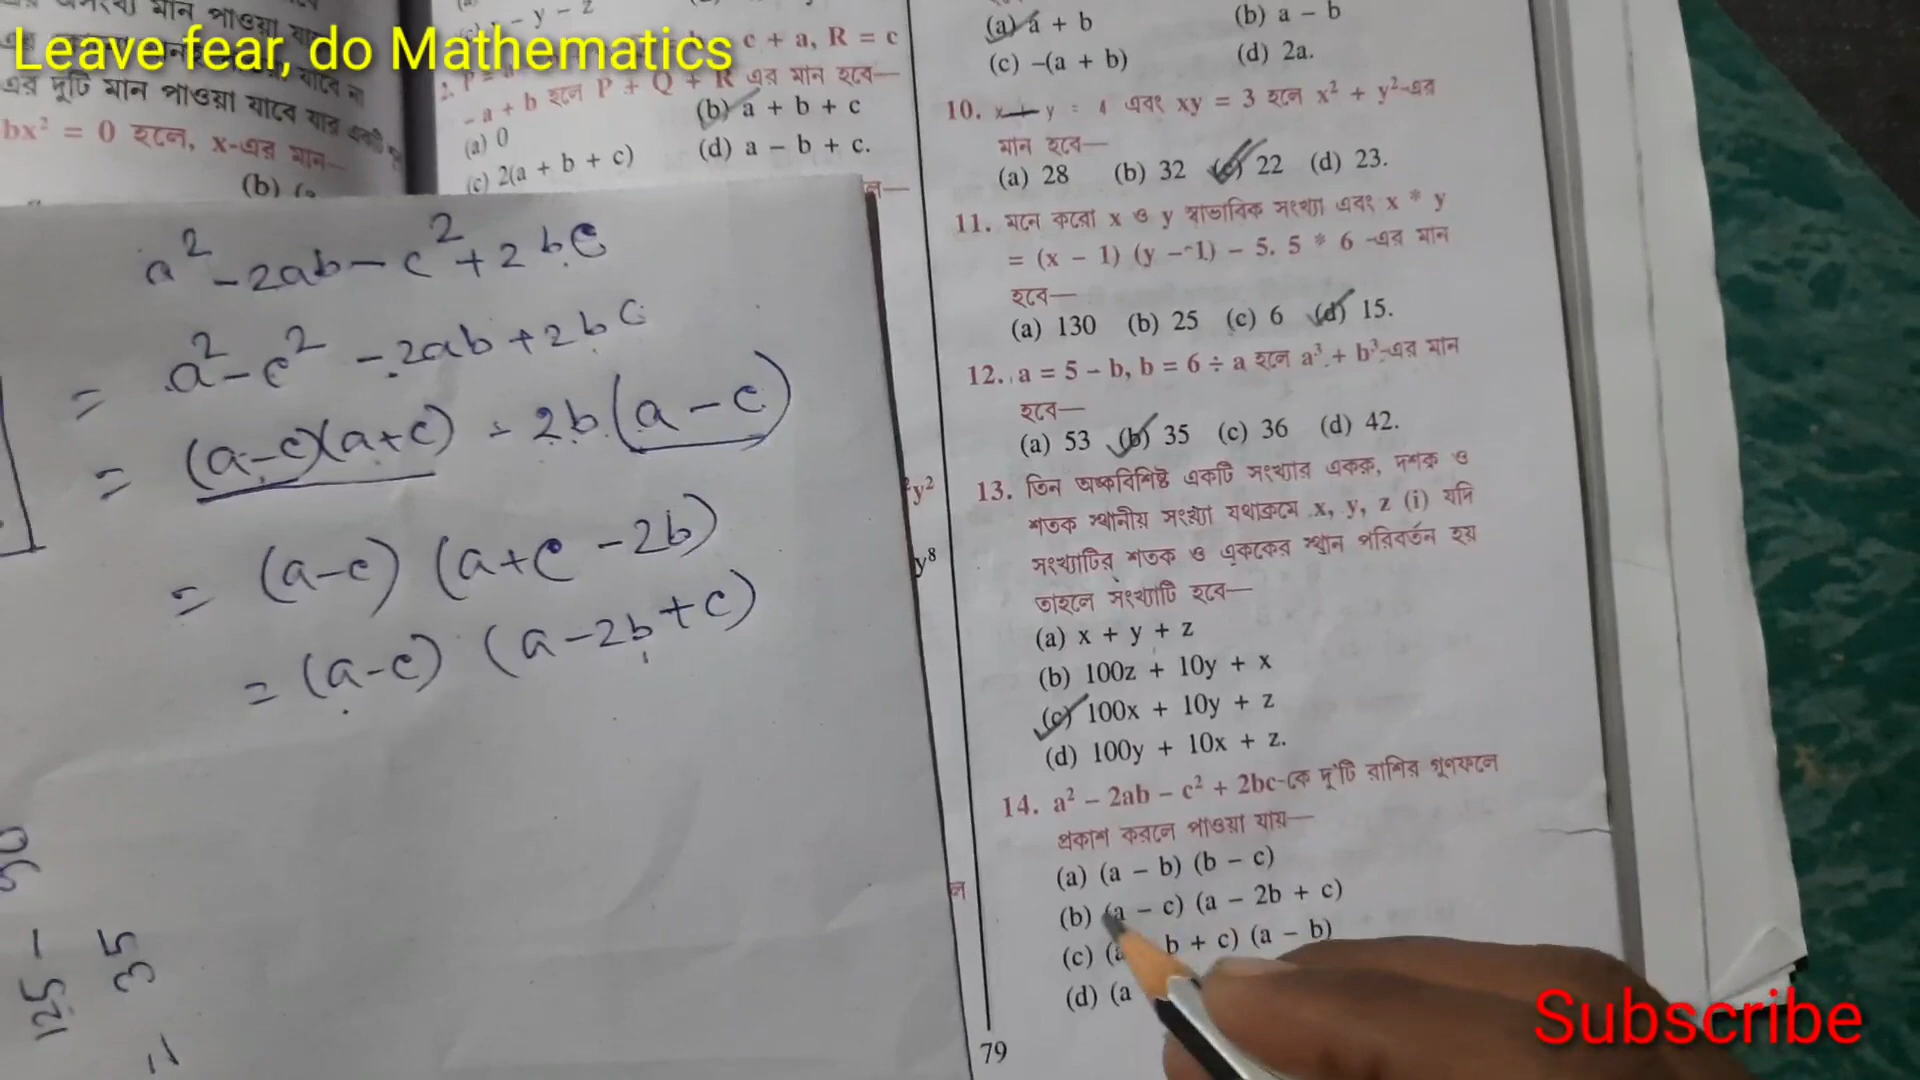 Leave fear, do Mathematics
মান পাওয়া
এর দুটি মান পাওয়া যাবে যার একটি
bx² = 0 হলে, x-এর মান—
(b)
- y - z
c + a, R = c
- a + b হলে P + Q + R এর মান হবে—
(a) 0 (b) a + b + c
(c) 2(a + b + c) (d) a - b + c.
a² - 2ab - c² + 2bc
= a² - c² - 2ab + 2bc
= (a-c)(a+c) - 2b(a-c)
= (a-c) (a+c-2b)
= (a-c) (a-2b+c)
125 -
35
y²
y⁸
(a) a + b (b) a - b
(c) -(a + b) (d) 2a.
10. x + y = 4 এবং xy = 3 হলে x² + y²-এর
মান হবে—
(a) 28 (b) 32 (c) 22 (d) 23.
11. মনে করো x ও y স্বাভাবিক সংখ্যা এবং x * y
= (x - 1) (y - 1) - 5. 5 * 6 -এর মান
হবে—
(a) 130 (b) 25 (c) 6 (d) 15.
12. a = 5 - b, b = 6 ÷ a হলে a³ + b³-এর মান
হবে—
(a) 53 (b) 35 (c) 36 (d) 42.
13. তিন অঙ্কবিশিষ্ট একটি সংখ্যার একক, দশক ও
শতক স্থানীয় সংখ্যা যথাক্রমে x, y, z (i) যদি
সংখ্যাটির শতক ও এককের স্থান পরিবর্তন হয়
তাহলে সংখ্যাটি হবে—
(a) x + y + z
(b) 100z + 10y + x
(c) 100x + 10y + z
(d) 100y + 10x + z.
14. a² - 2ab - c² + 2bc-কে দু'টি রাশির গুণফলে
প্রকাশ করলে পাওয়া যায়—
(a) (a - b) (b - c)
(b) (a - c) (a - 2b + c)
(c) ( b + c) (a - b)
(d) (a
79
Subscribe